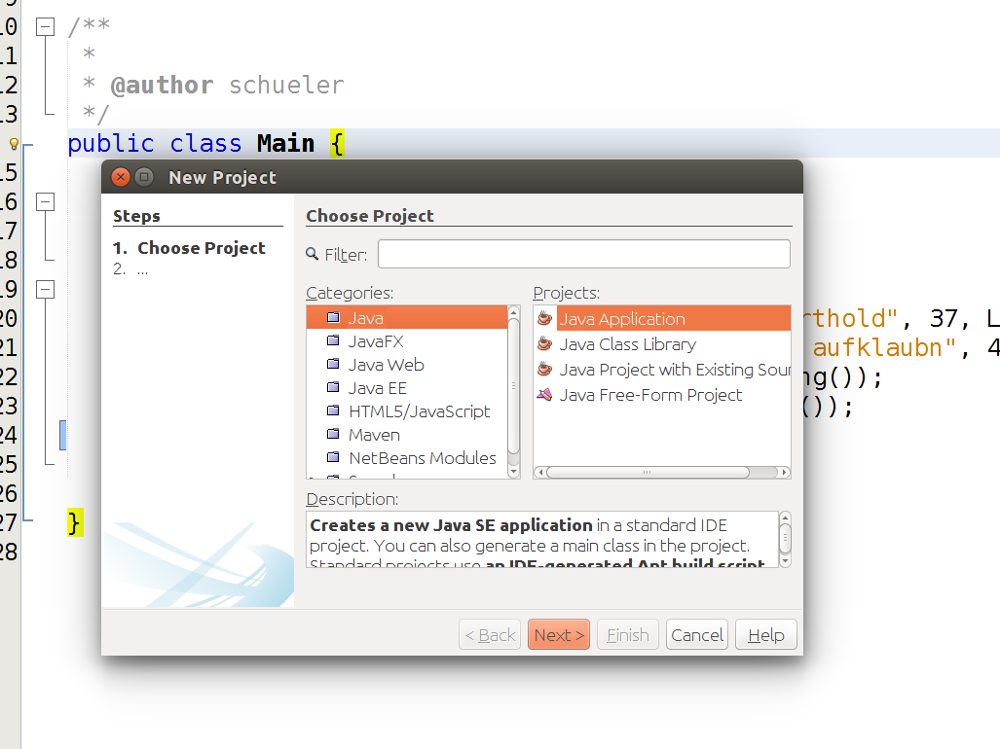 /**
*
* @author schueler
*/
public class Main {
New Project
Steps
1. Choose Project
2. ...
Choose Project
Filter:
Categories:
Java
JavaFX
Java Web
Java EE
HTML5/JavaScript
Maven
NetBeans Modules
Projects:
Java Application
Java Class Library
Java Project with Existing
Java Free-Form Project
", 37, L
aufklaubn", 4
());
());
Description:
Creates a new Java SE application in a standard IDE
project. You can also generate a main class in the project.
Standard projects use an IDE-generated Ant build script
< Back
Next >
Finish
Cancel
Help
}
10
11
12
13
15
16
17
18
19
20
21
22
23
24
25
26
27
28